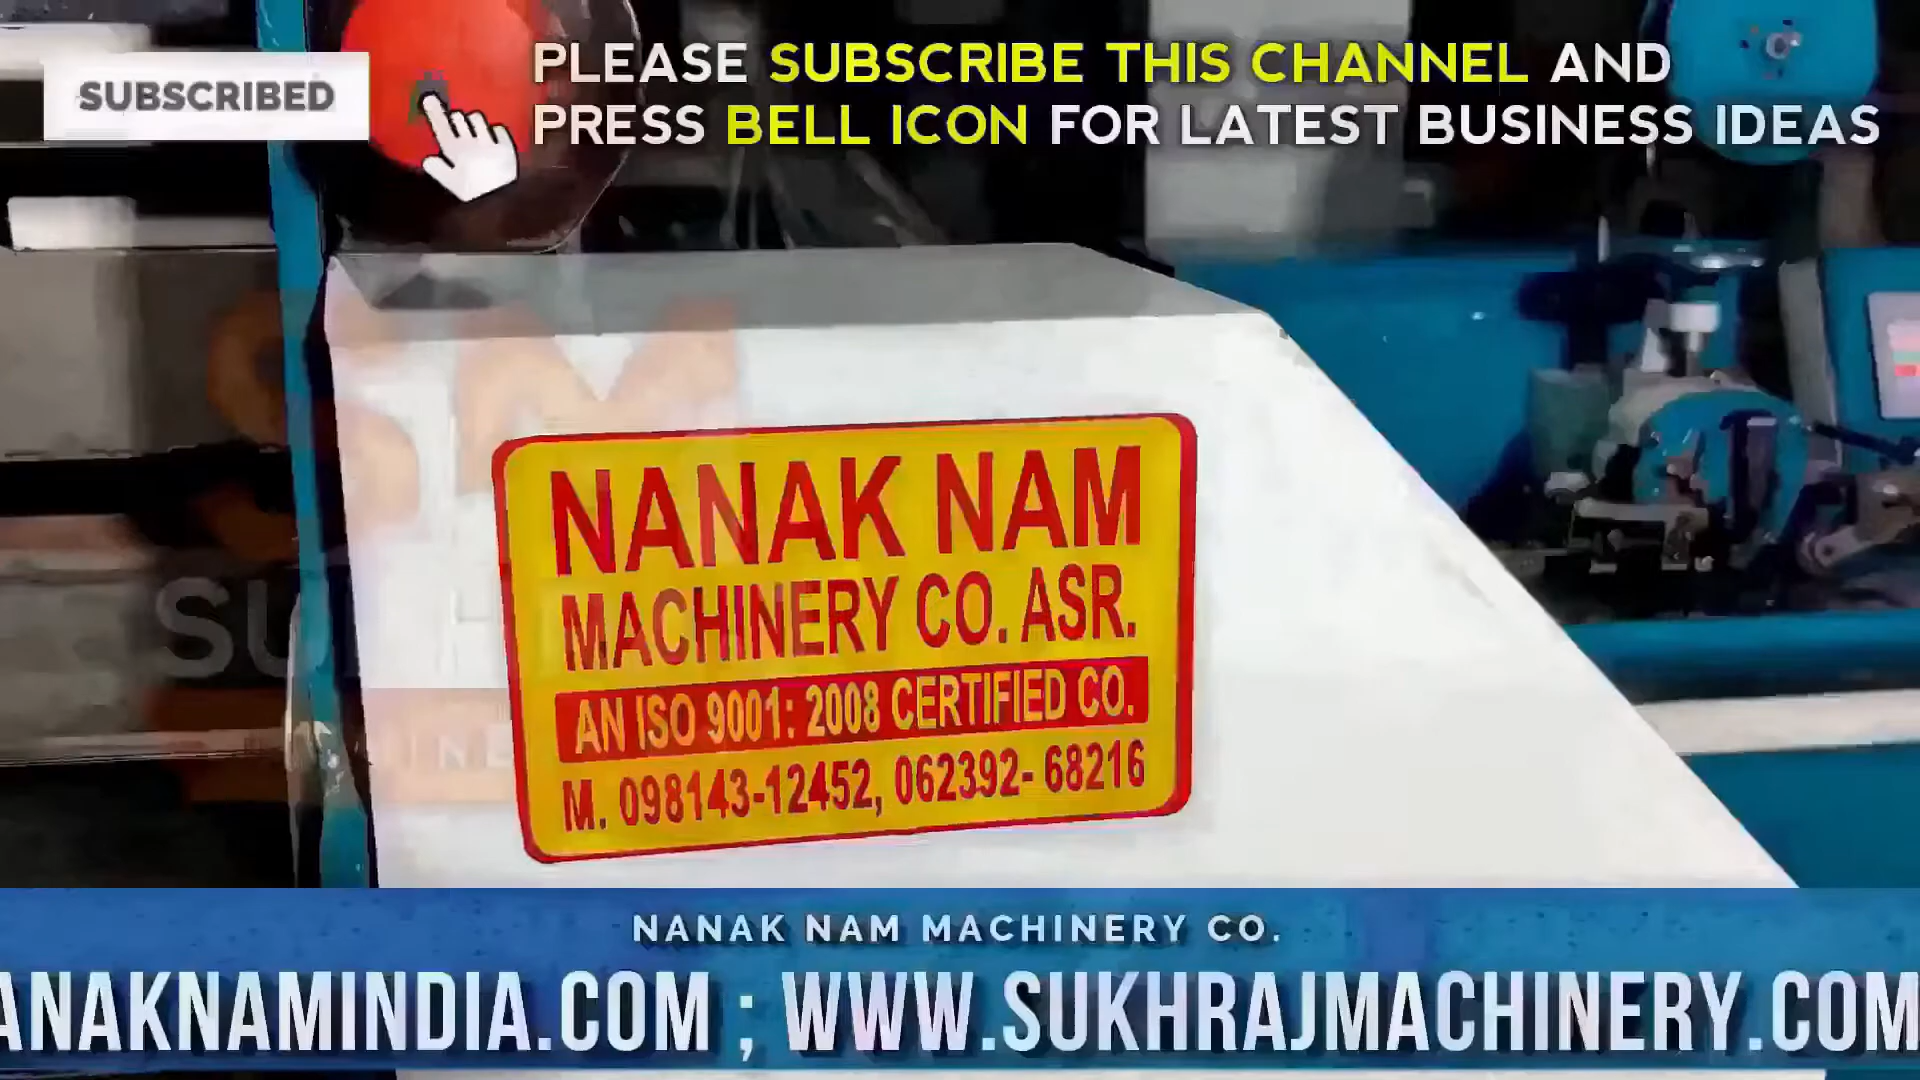 SUBSCRIBED
PLEASE SUBSCRIBE THIS CHANNEL AND
PRESS BELL ICON FOR LATEST BUSINESS IDEAS
SM
NANAK NAM
MACHINERY CO. ASR.
AN ISO 9001: 2008 CERTIFIED CO.
M. 098143-12452, 062392- 68216
NANAK NAM MACHINERY CO.
ANAKNAMINDIA.COM ; WWW.SUKHRAJMACHINERY.COM